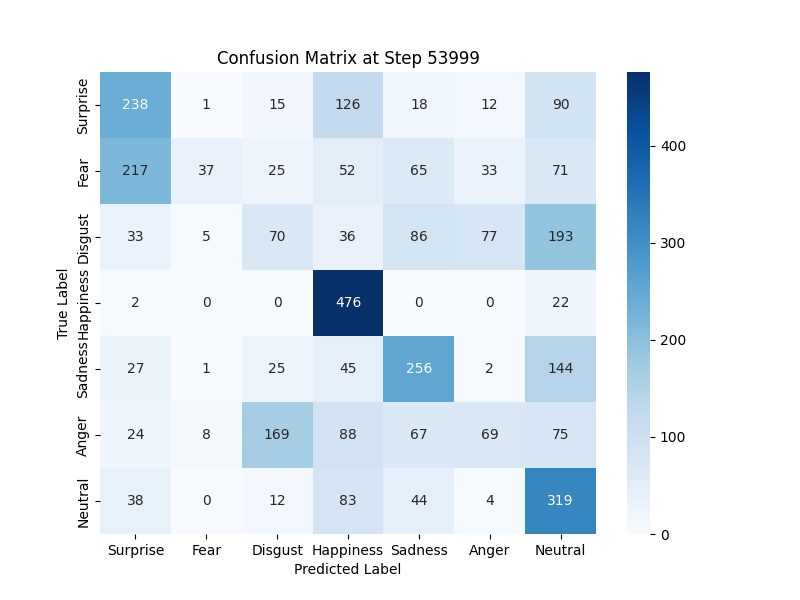 Confusion Matrix at Step 53999
True Label
Surprise 238 1 15 126 18 12 90
Fear 217 37 25 52 65 33 71
Disgust 33 5 70 36 86 77 193
Happiness 2 0 0 476 0 0 22
Sadness 27 1 25 45 256 2 144
Anger 24 8 169 88 67 69 75
Neutral 38 0 12 83 44 4 319
Surprise Fear Disgust Happiness Sadness Anger Neutral
Predicted Label
400
300
200
100
0